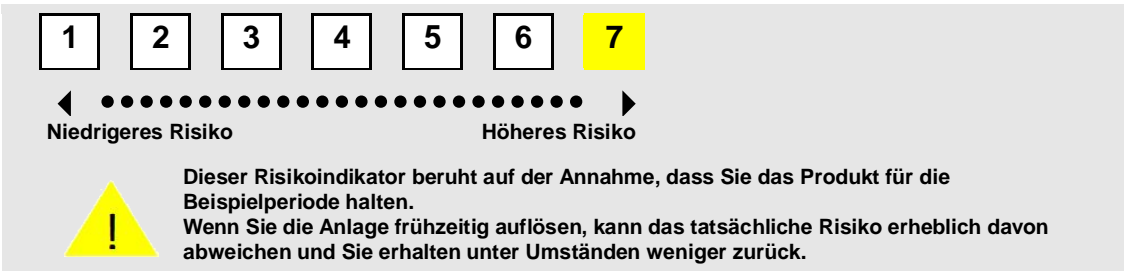 1 2 3 4 5 6 7
Niedrigeres Risiko Höheres Risiko
Dieser Risikoindikator beruht auf der Annahme, dass Sie das Produkt für die
Beispielperiode halten.
Wenn Sie die Anlage frühzeitig auflösen, kann das tatsächliche Risiko erheblich davon
abweichen und Sie erhalten unter Umständen weniger zurück.
!